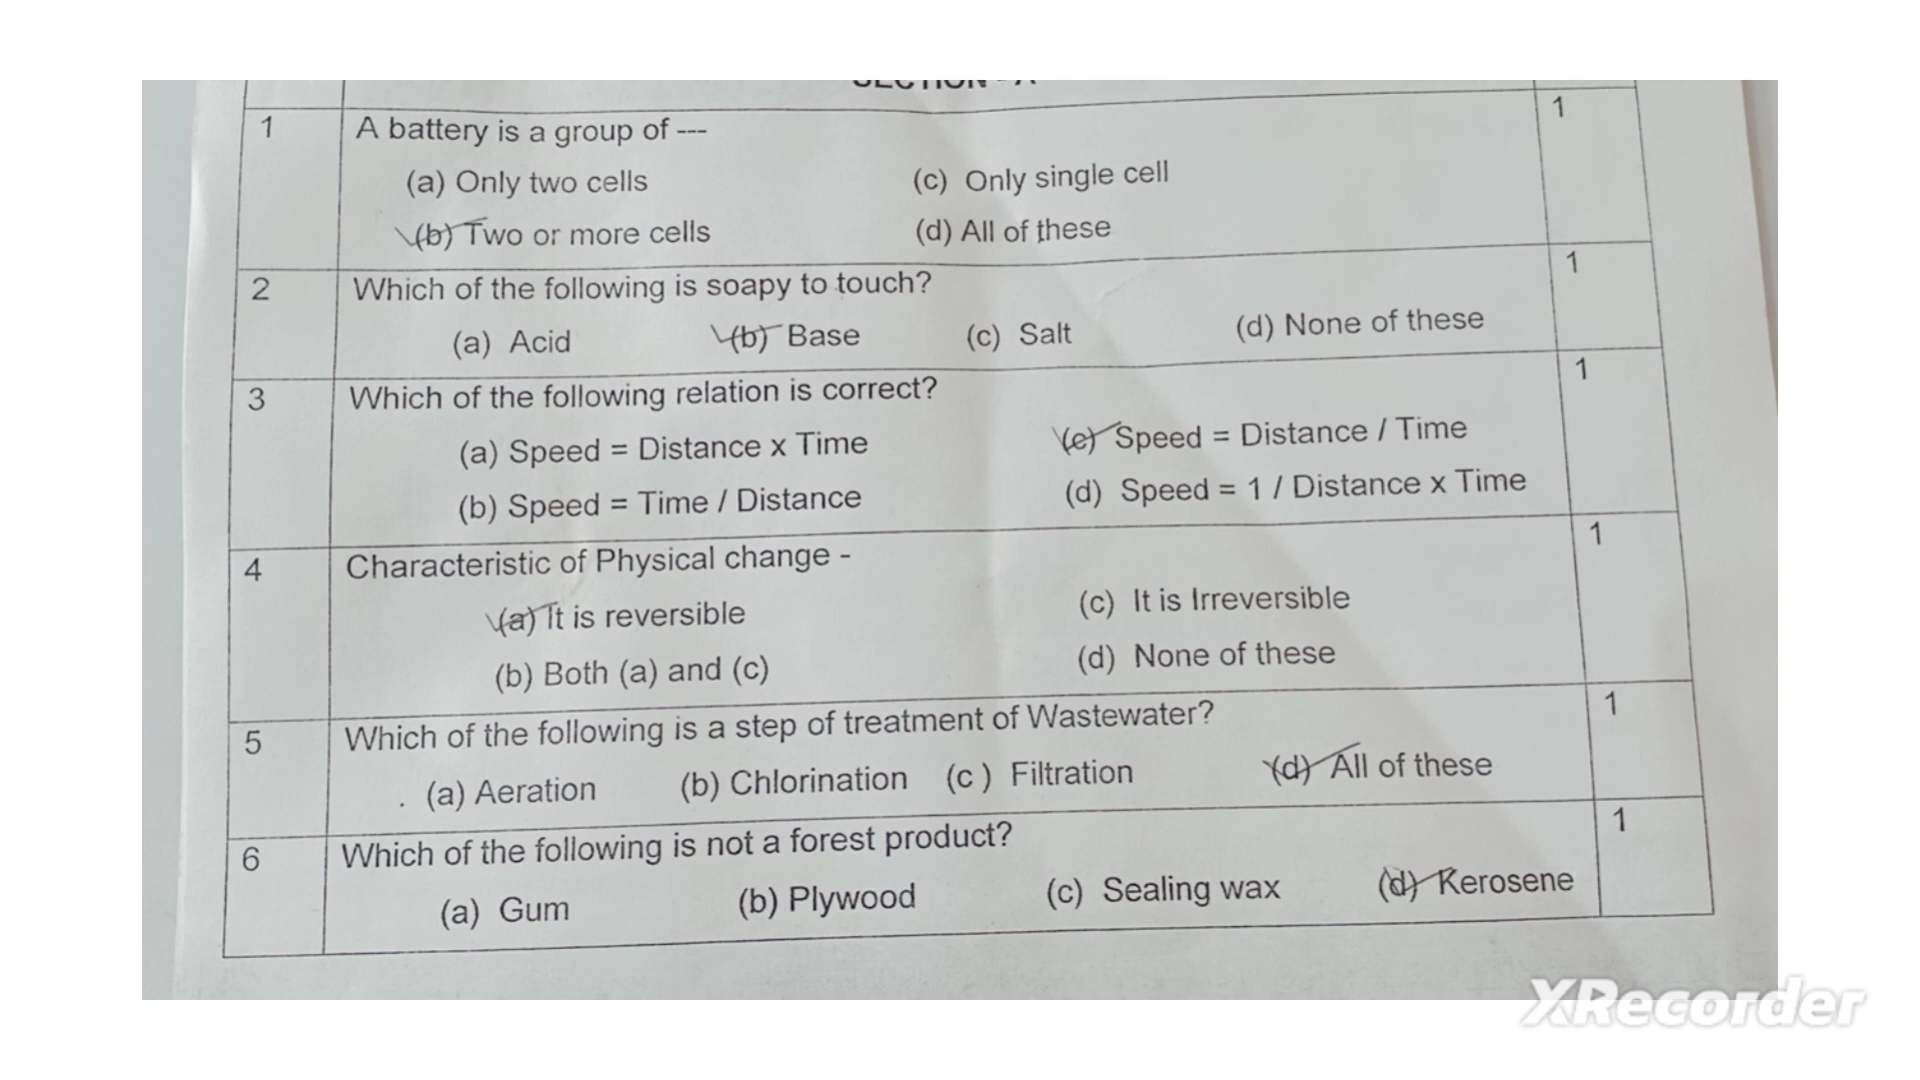 SECTION - A
1 A battery is a group of --- 1
(a) Only two cells (c) Only single cell
(b) Two or more cells (d) All of these
2 Which of the following is soapy to touch? 1
(a) Acid (b) Base (c) Salt (d) None of these
3 Which of the following relation is correct? 1
(a) Speed = Distance x Time (c) Speed = Distance / Time
(b) Speed = Time / Distance (d) Speed = 1 / Distance x Time
4 Characteristic of Physical change - 1
(a) It is reversible (c) It is Irreversible
(b) Both (a) and (c) (d) None of these
5 Which of the following is a step of treatment of Wastewater? 1
. (a) Aeration (b) Chlorination (c ) Filtration (d) All of these
6 Which of the following is not a forest product? 1
(a) Gum (b) Plywood (c) Sealing wax (d) Kerosene
XRecorder